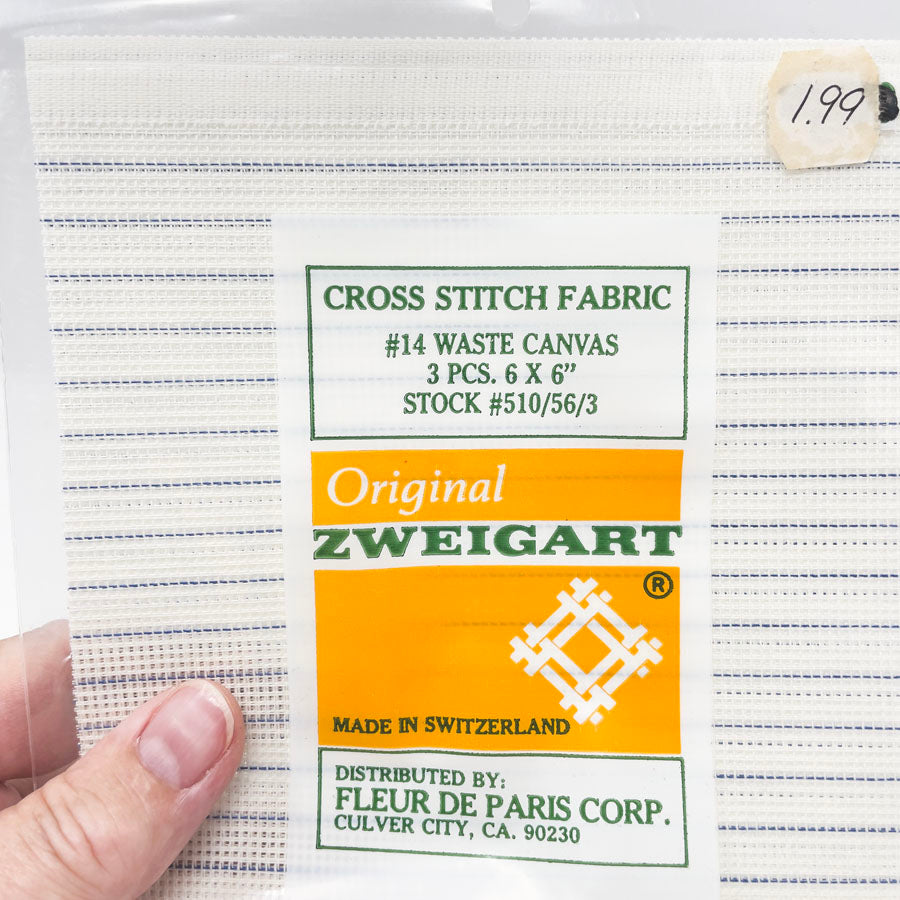 1.99
CROSS STITCH FABRIC
#14 WASTE CANVAS
3 PCS. 6 X 6”
STOCK #510/56/3
Original
ZWEIGART
®
MADE IN SWITZERLAND
DISTRIBUTED BY:
FLEUR DE PARIS CORP.
CULVER CITY, CA. 90230